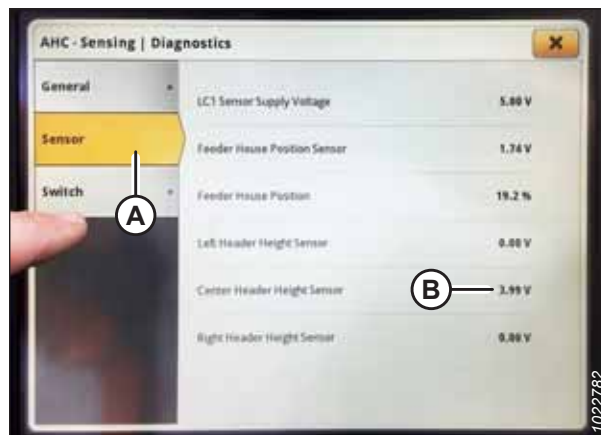 AHC - Sensing | Diagnostics
General
Sensor
Switch
LC1 Sensor Supply Voltage 5.00 V
Feeder House Position Sensor 1.74 V
Feeder House Position 19.2 %
Left Header Height Sensor 0.00 V
Center Header Height Sensor 3.99 V
Right Header Height Sensor 0.00 V
A
B
1022782